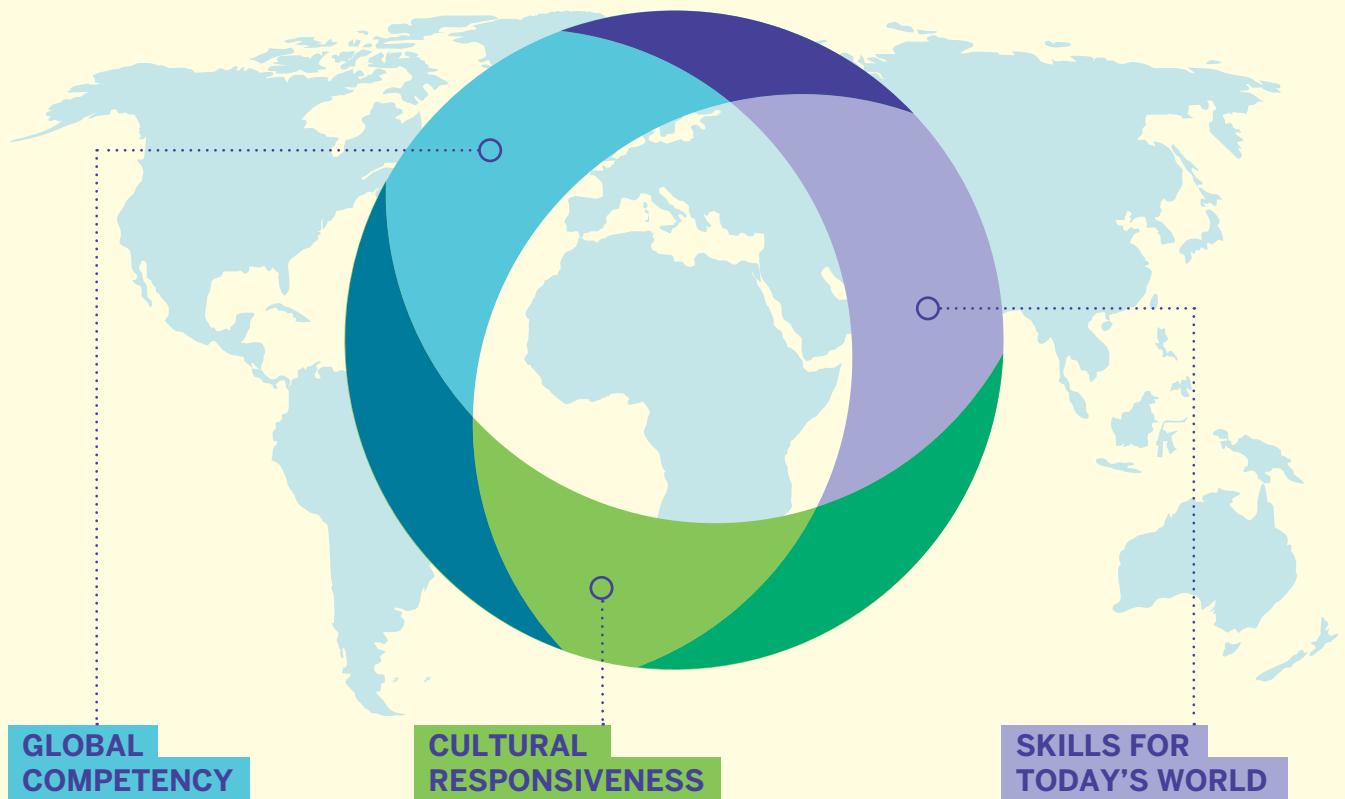 GLOBAL
COMPETENCY
CULTURAL
RESPONSIVENESS
SKILLS FOR
TODAY’S WORLD